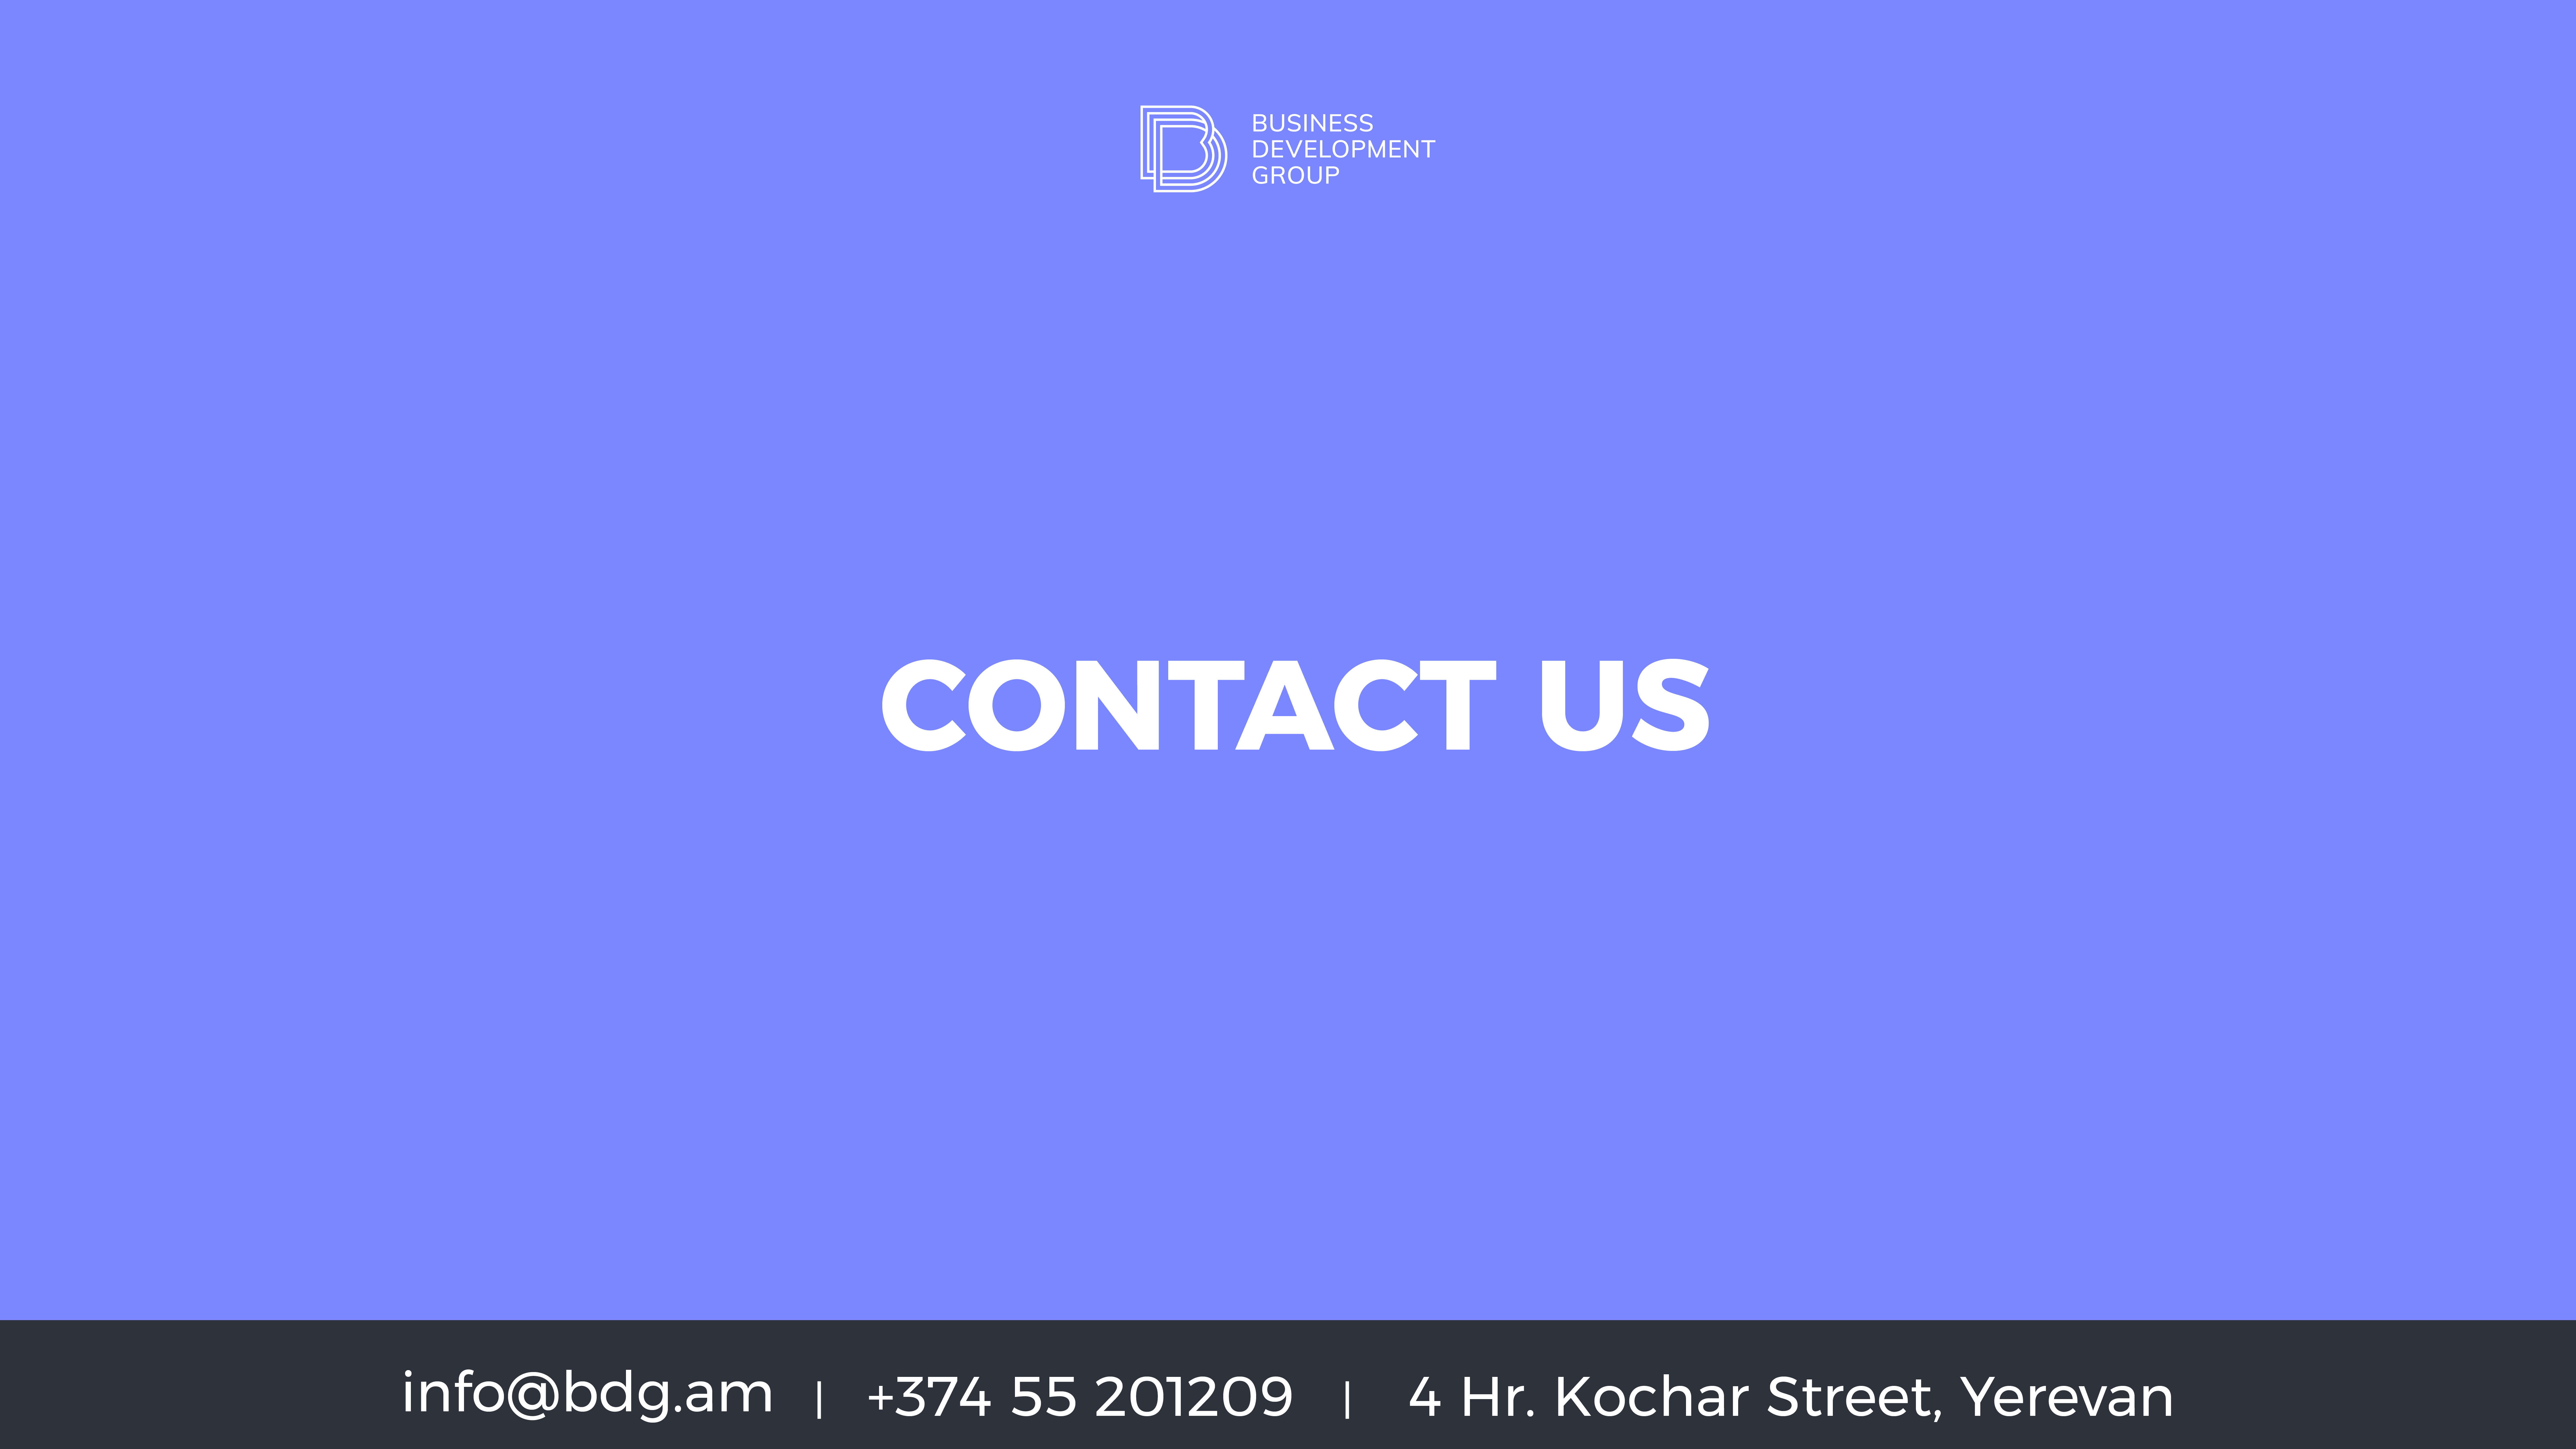 BUSINESS
DEVELOPMENT
GROUP
CONTACT US
info@bdg.am | +374 55 201209 | 4 Hr. Kochar Street, Yerevan